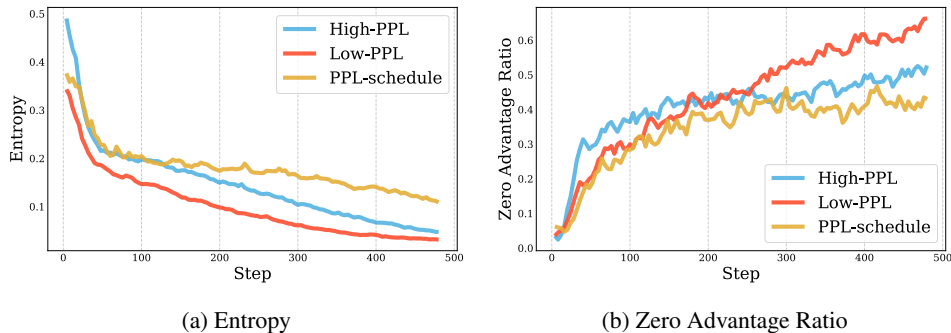 0.5
0.4
0.3
0.2
0.1
Entropy
0
100
200
300
400
500
Step
High-PPL
Low-PPL
PPL-schedule
(a) Entropy
0.6
0.5
0.4
0.3
0.2
0.1
0.0
Zero Advantage Ratio
0
100
200
300
400
500
Step
High-PPL
Low-PPL
PPL-schedule
(b) Zero Advantage Ratio